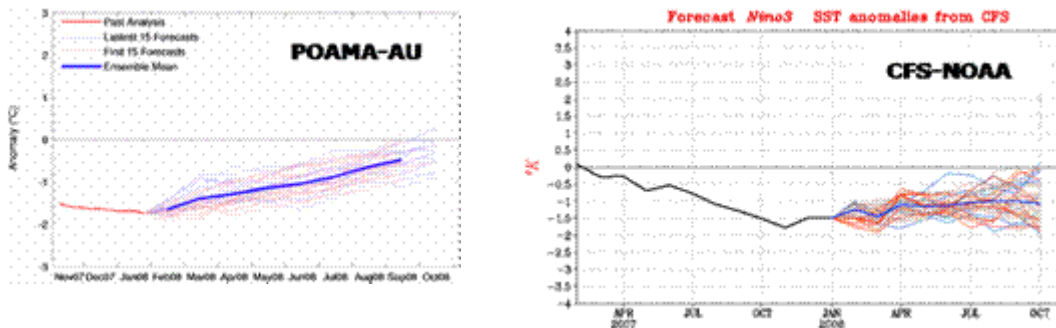 3
2
1
0
-1
-2
-3
Anomaly (°C)
Past Analysis
Lastest 15 Forecasts
First 15 Forecasts
Ensemble Mean
POAMA-AU
Nov07 Dec07 Jan08 Feb08 Mar08 Apr08 May08 Jun08 Jul08 Aug08 Sep08 Oct08
Forecast Nino3 SST anomalies from CFS
CFS-NOAA
°K
4
3.5
3
2.5
2
1.5
1
0.5
0
-0.5
-1
-1.5
-2
-2.5
-3
-3.5
-4
APR JUL OCT JAN APR JUL OCT
2007 2008